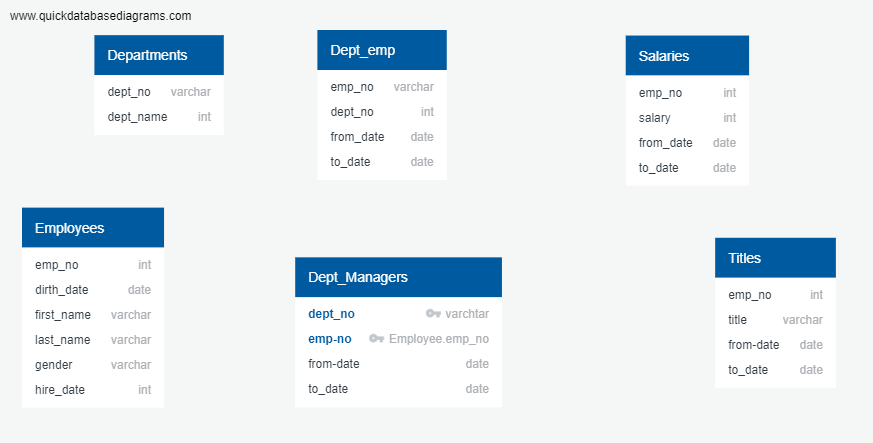 www.quickdatabasediagrams.com
Departments
dept_no varchar
dept_name int
Dept_emp
emp_no varchar
dept_no int
from_date date
to_date date
Salaries
emp_no int
salary int
from_date date
to_date date
Employees
emp_no int
dirth_date date
first_name varchar
last_name varchar
gender varchar
hire_date int
Dept_Managers
dept_no varchtar
emp-no Employee.emp_no
from-date date
to_date date
Titles
emp_no int
title varchar
from-date date
to_date date